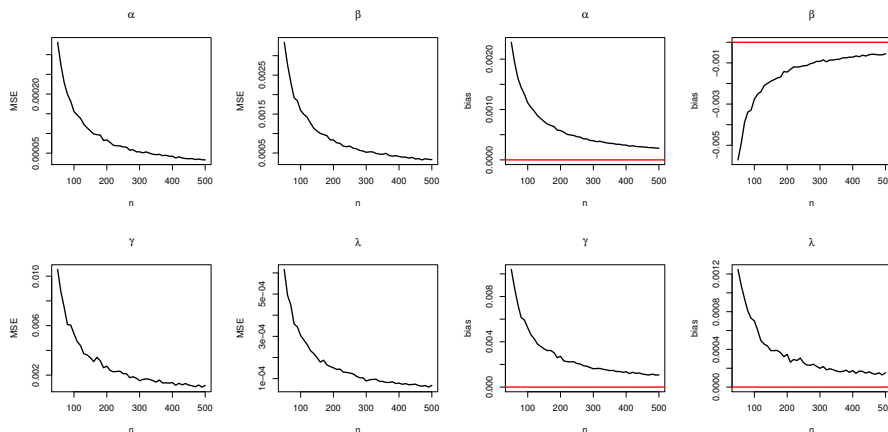 α
MSE
0.00005
0.00020
100
200
300
400
500
n
β
MSE
0.0005
0.0015
0.0025
100
200
300
400
500
n
α
bias
0.0000
0.0010
0.0020
100
200
300
400
500
n
β
bias
−0.005
−0.003
−0.001
100
200
300
400
500
n
γ
MSE
0.002
0.006
0.010
100
200
300
400
500
n
λ
MSE
1e−04
3e−04
5e−04
100
200
300
400
500
n
γ
bias
0.000
0.004
0.008
100
200
300
400
500
n
λ
bias
0.0000
0.0004
0.0012
100
200
300
400
500
n